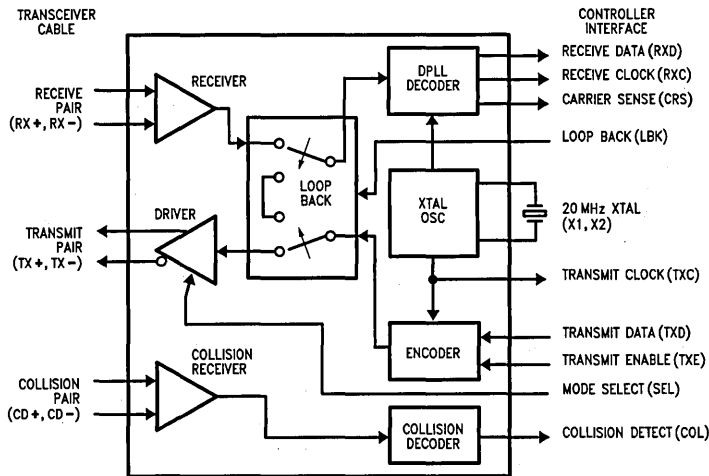 TRANSCEIVER
CABLE
CONTROLLER
INTERFACE
RECEIVE
PAIR
(RX+, RX-)
RECEIVER
DPLL
DECODER
RECEIVE DATA (RXD)
RECEIVE CLOCK (RXC)
CARRIER SENSE (CRS)
LOOP
BACK
LOOP BACK (LBK)
TRANSMIT
PAIR
(TX+, TX-)
DRIVER
XTAL
OSC
20 MHz XTAL
(X1, X2)
TRANSMIT CLOCK (TXC)
ENCODER
TRANSMIT DATA (TXD)
TRANSMIT ENABLE (TXE)
MODE SELECT (SEL)
COLLISION
PAIR
(CD+, CD-)
COLLISION
RECEIVER
COLLISION
DECODER
COLLISION DETECT (COL)